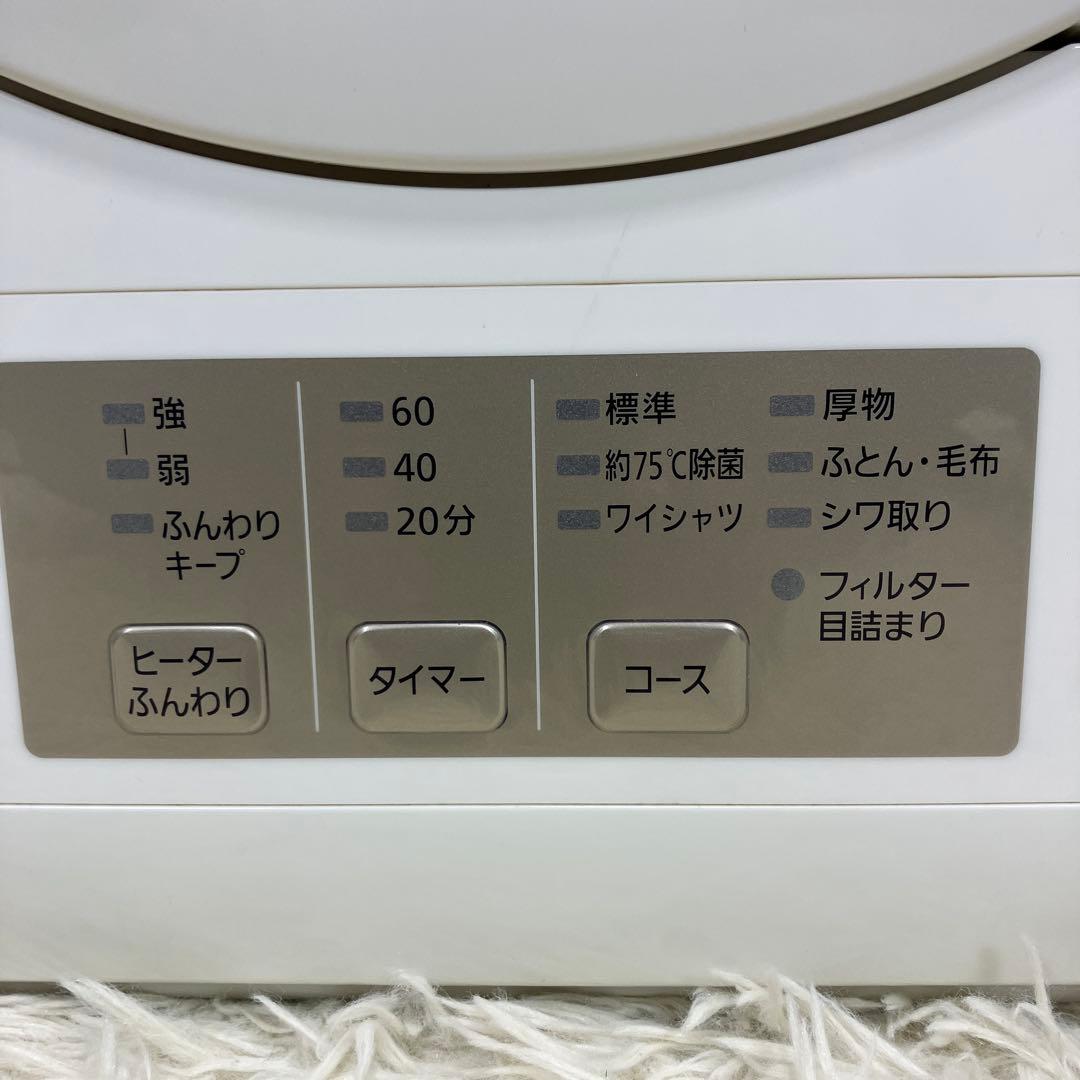 強
弱
ふんわり
キープ
ヒーター
ふんわり
60
40
20分
タイマー
標準
約75℃除菌
ワイシャツ
コース
厚物
ふとん・毛布
シワ取り
フィルター
目詰まり